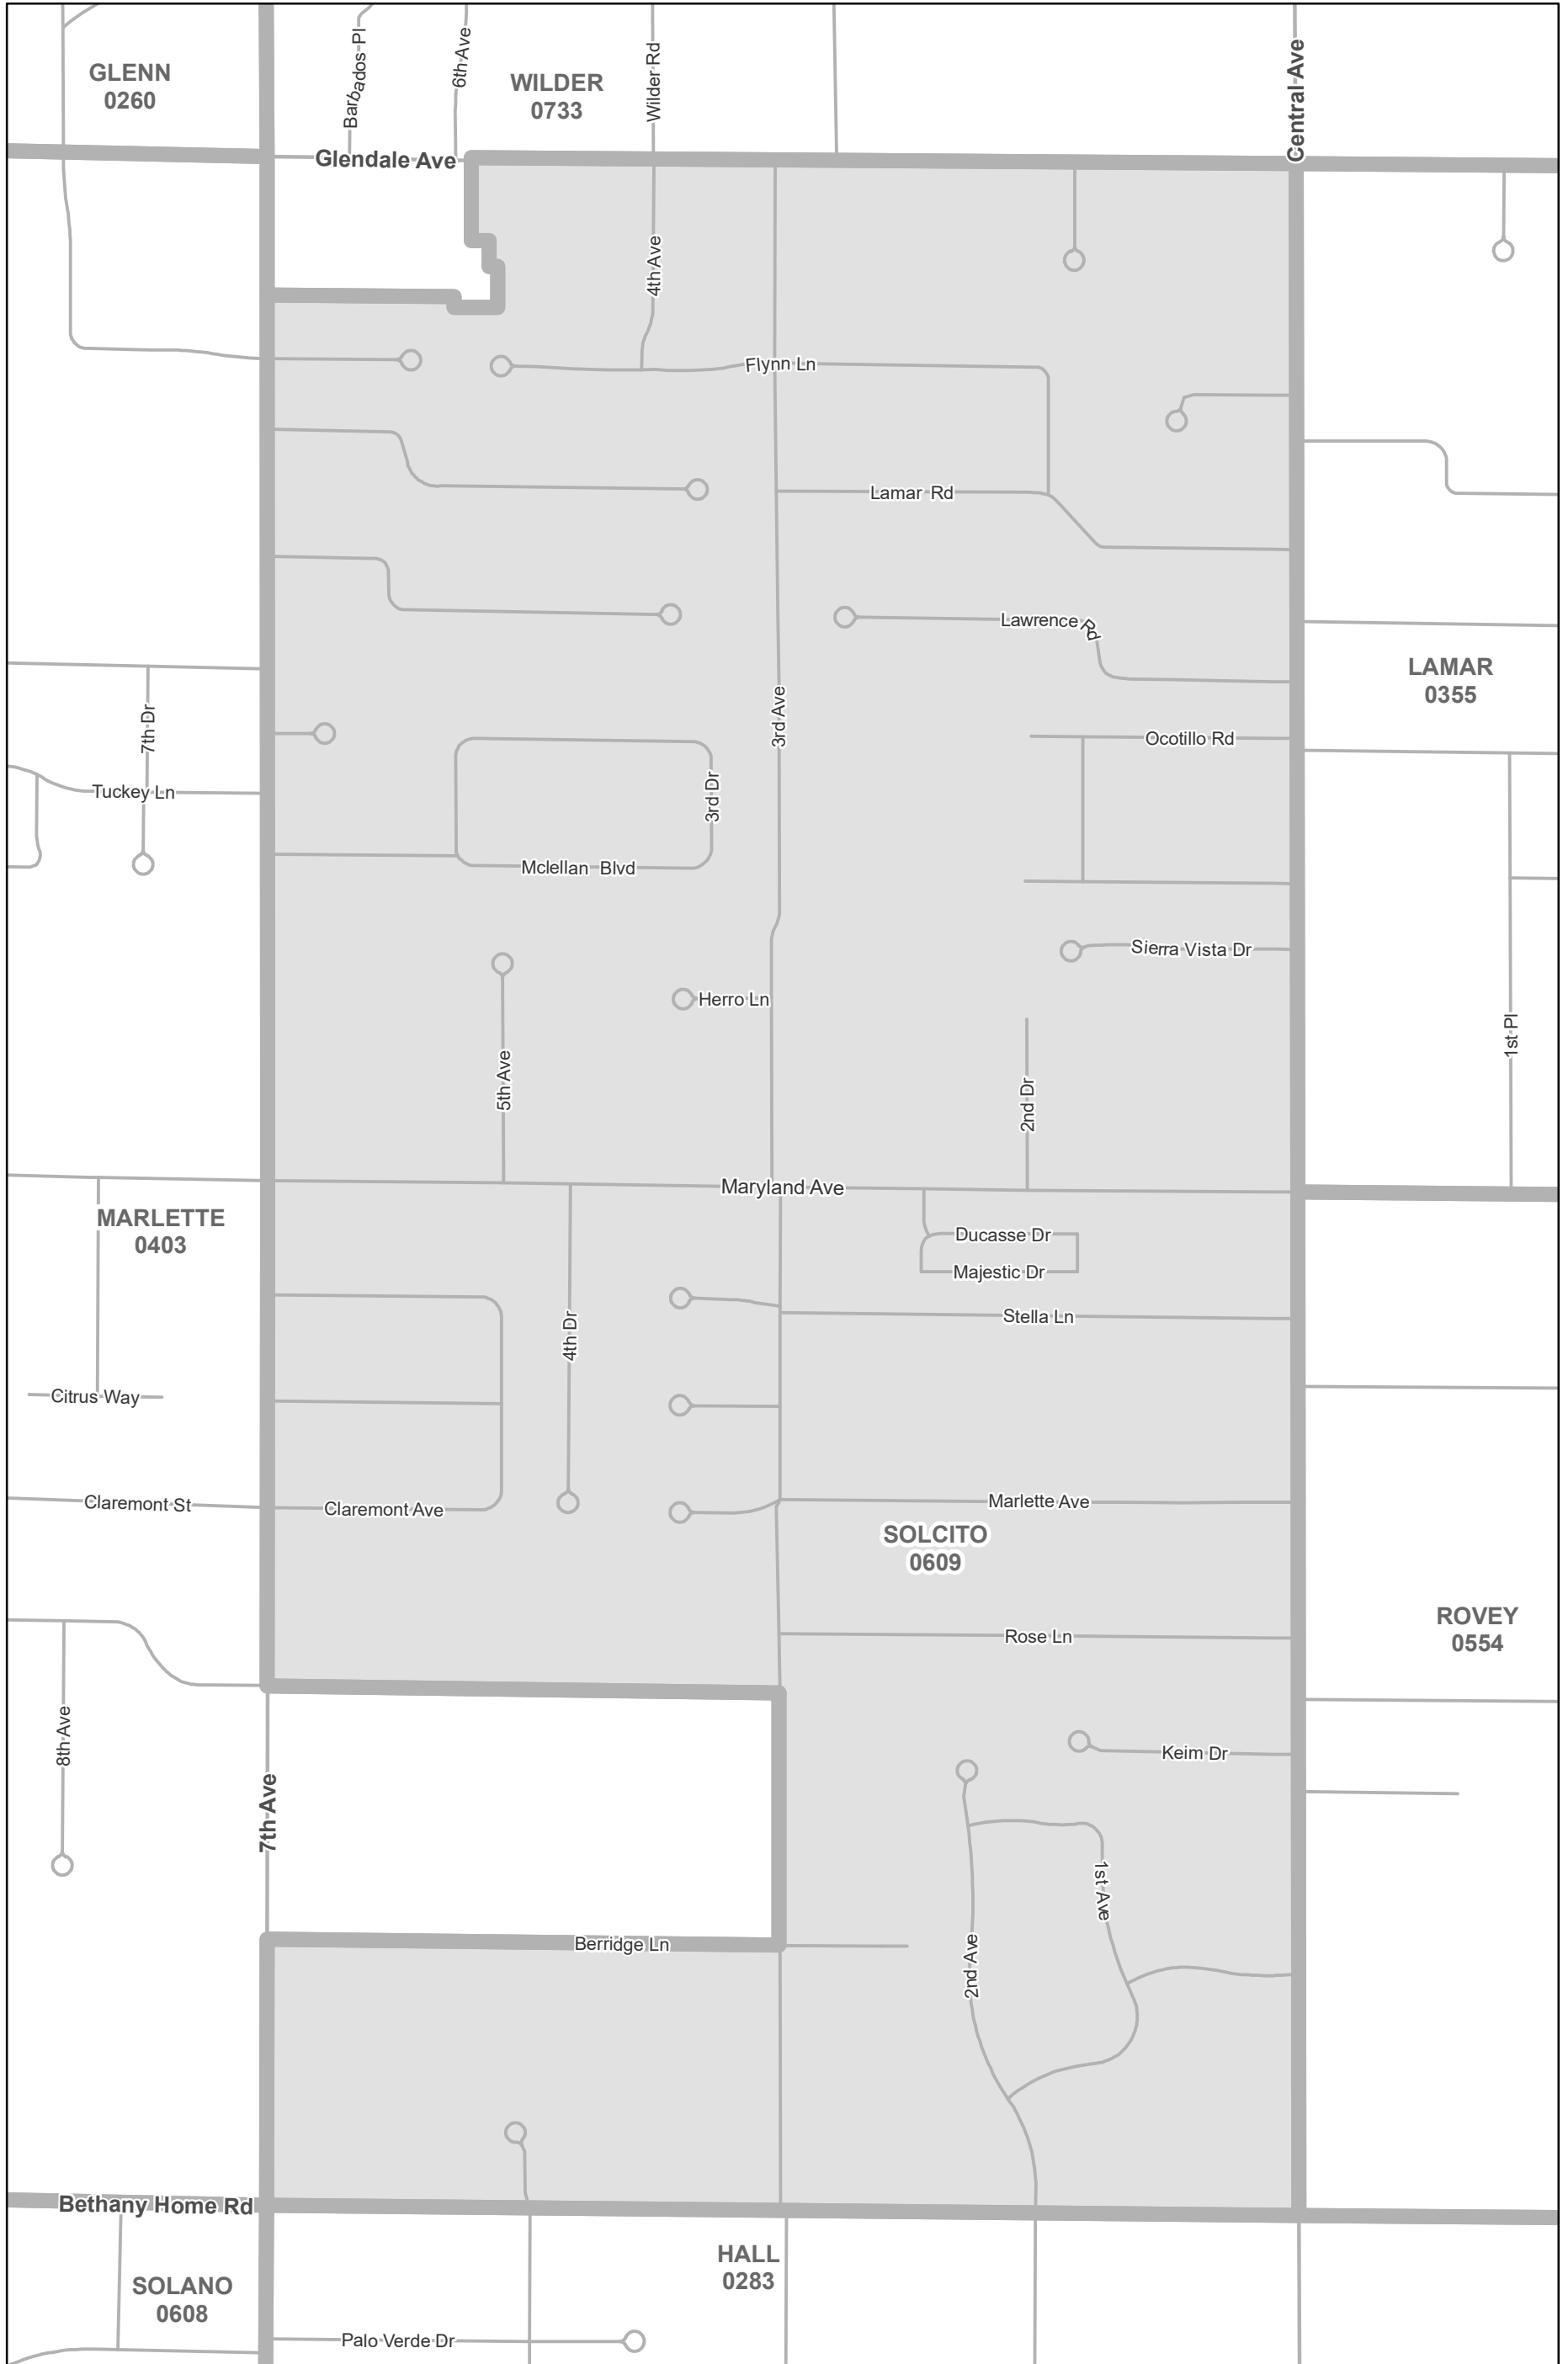 GLENN
0260
Barbados Pl
6th Ave
WILDER
0733
Wilder Rd
Central Ave
Glendale Ave
4th Ave
Flynn Ln
Lamar Rd
Lawrence Rd
LAMAR
0355
3rd Ave
7th Dr
Ocotillo Rd
Tuckey Ln
3rd Dr
Mclellan Blvd
Sierra Vista Dr
Herro Ln
1st Pl
5th Ave
2nd Dr
Maryland Ave
MARLETTE
0403
Ducasse Dr
Majestic Dr
Stella Ln
4th Dr
Citrus Way
Claremont St
Claremont Ave
Marlette Ave
SOLCITO
0609
ROVEY
0554
Rose Ln
8th Ave
Keim Dr
7th Ave
1st Ave
Berridge Ln
2nd Ave
Bethany Home Rd
HALL
0283
SOLANO
0608
Palo Verde Dr